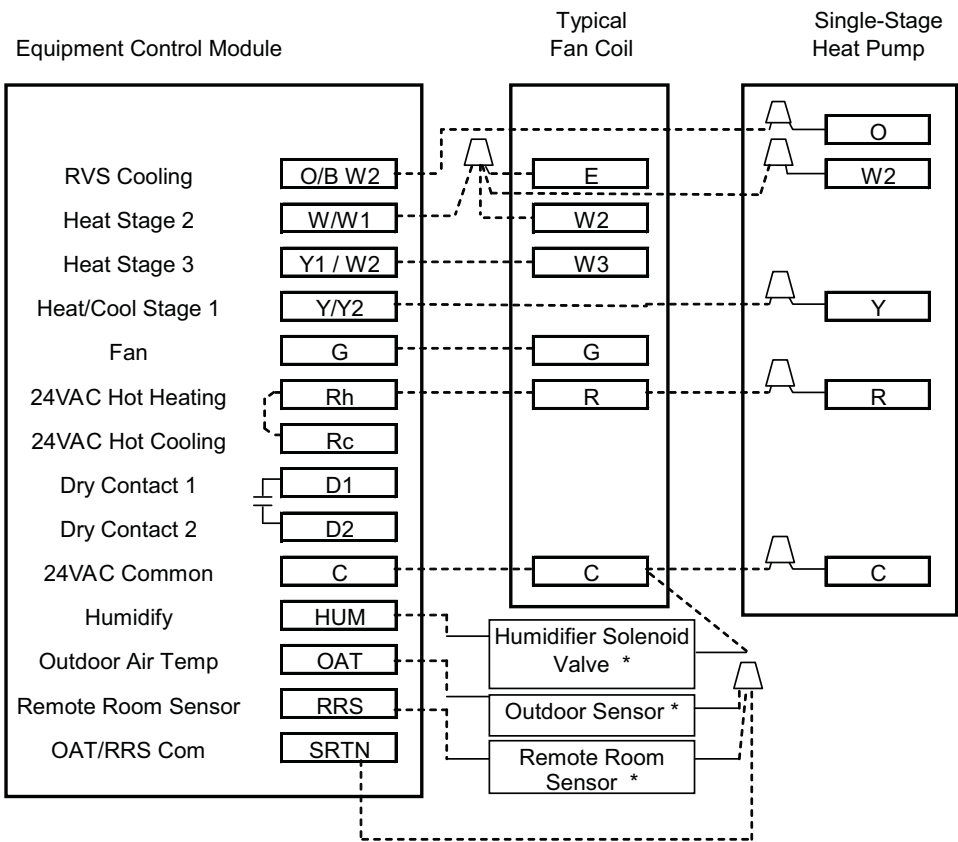 Typical
Fan Coil
Single-Stage
Heat Pump
Equipment Control Module
O
RVS Cooling O/B W2 E W2
Heat Stage 2 W/W1 W2
Heat Stage 3 Y1 / W2 W3
Heat/Cool Stage 1 Y/Y2 Y
Fan G G
24VAC Hot Heating Rh R R
24VAC Hot Cooling Rc
Dry Contact 1 D1
Dry Contact 2 D2
24VAC Common C C C
Humidify HUM
Humidifier Solenoid
Valve *
Outdoor Air Temp OAT
Remote Room Sensor RRS
Outdoor Sensor *
OAT/RRS Com SRTN
Remote Room
Sensor *